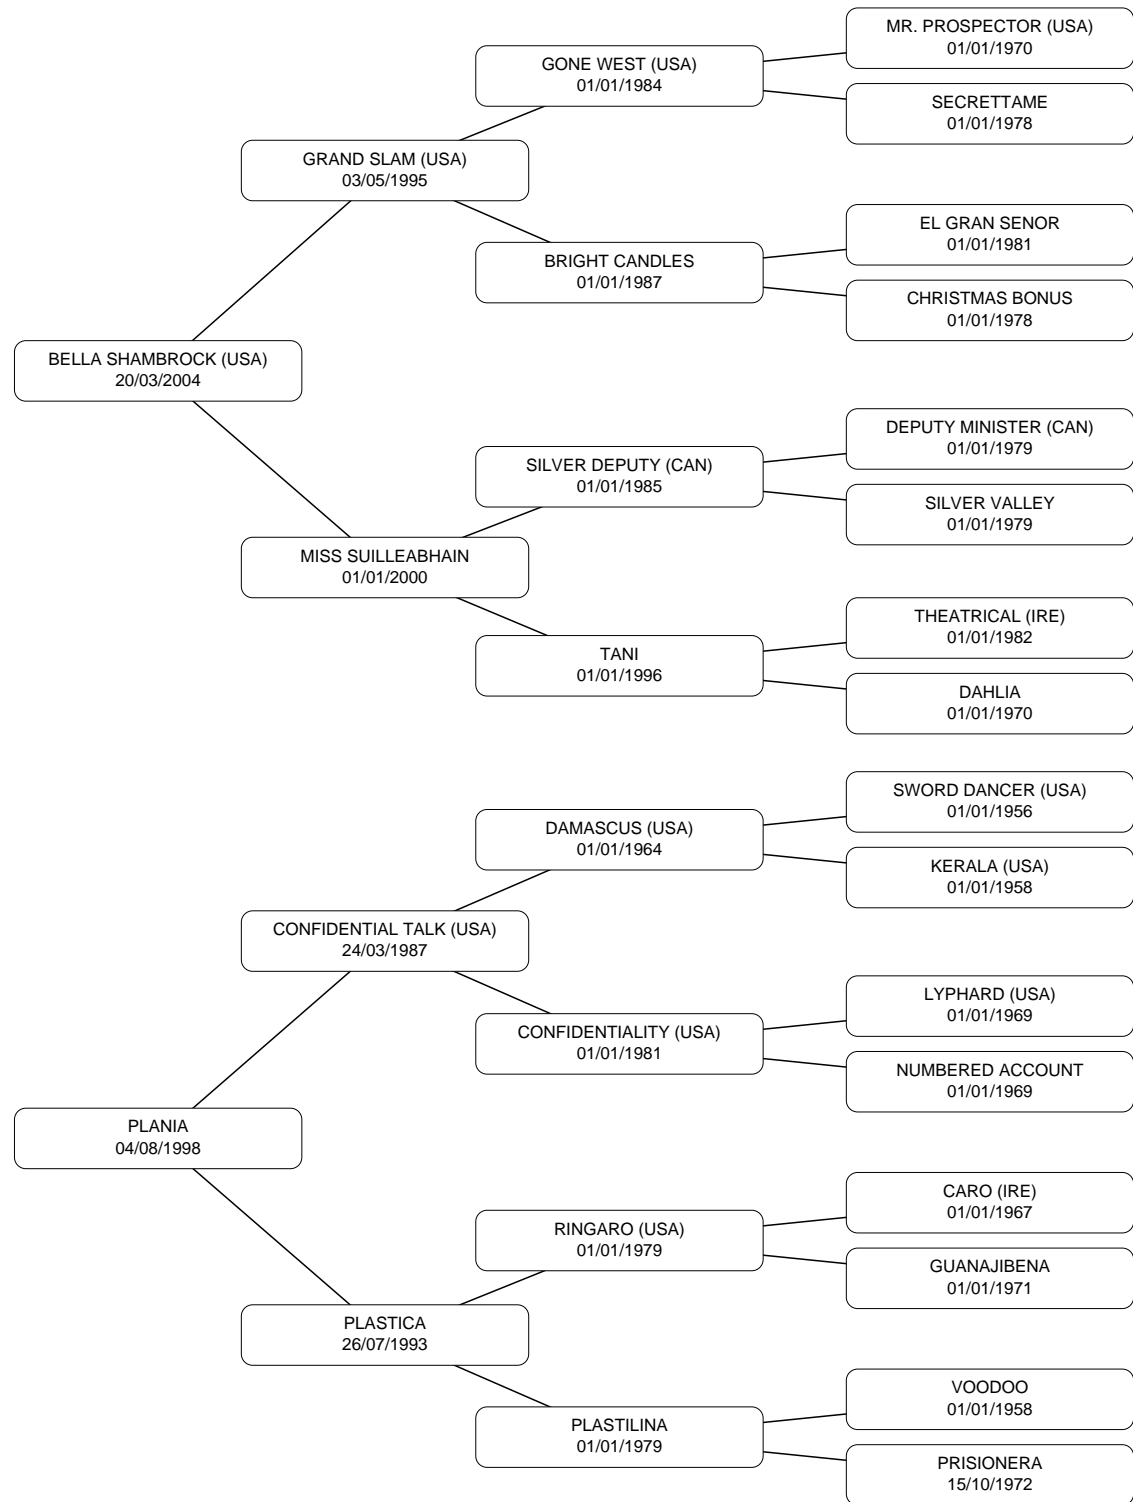 MR. PROSPECTOR (USA)
01/01/1970
GONE WEST (USA)
01/01/1984
SECRETTAME
01/01/1978
GRAND SLAM (USA)
03/05/1995
EL GRAN SENOR
01/01/1981
BRIGHT CANDLES
01/01/1987
CHRISTMAS BONUS
01/01/1978
BELLA SHAMBROCK (USA)
20/03/2004
DEPUTY MINISTER (CAN)
01/01/1979
SILVER DEPUTY (CAN)
01/01/1985
SILVER VALLEY
01/01/1979
MISS SUILLEABHAIN
01/01/2000
THEATRICAL (IRE)
01/01/1982
TANI
01/01/1996
DAHLIA
01/01/1970
SWORD DANCER (USA)
01/01/1956
DAMASCUS (USA)
01/01/1964
KERALA (USA)
01/01/1958
CONFIDENTIAL TALK (USA)
24/03/1987
LYPHARD (USA)
01/01/1969
CONFIDENTIALITY (USA)
01/01/1981
NUMBERED ACCOUNT
01/01/1969
PLANIA
04/08/1998
CARO (IRE)
01/01/1967
RINGARO (USA)
01/01/1979
GUANAJIBENA
01/01/1971
PLASTICA
26/07/1993
VOODOO
01/01/1958
PLASTILINA
01/01/1979
PRISIONERA
15/10/1972